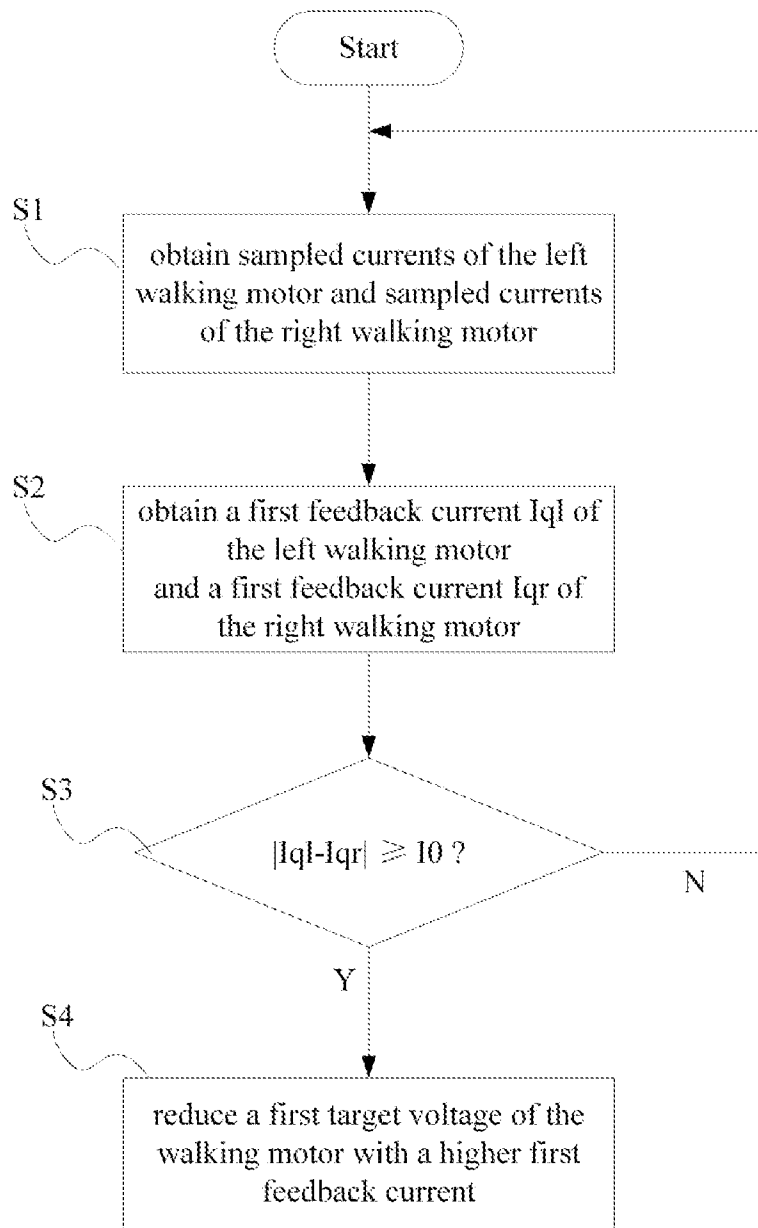 Start
S1
obtain sampled currents of the left
walking motor and sampled currents
of the right walking motor
S2
obtain a first feedback current Iql of
the left walking motor
and a first feedback current Iqr of
the right walking motor
S3
|Iql-Iqr| ⩾ I0 ?
N
Y
S4
reduce a first target voltage of the
walking motor with a higher first
feedback current